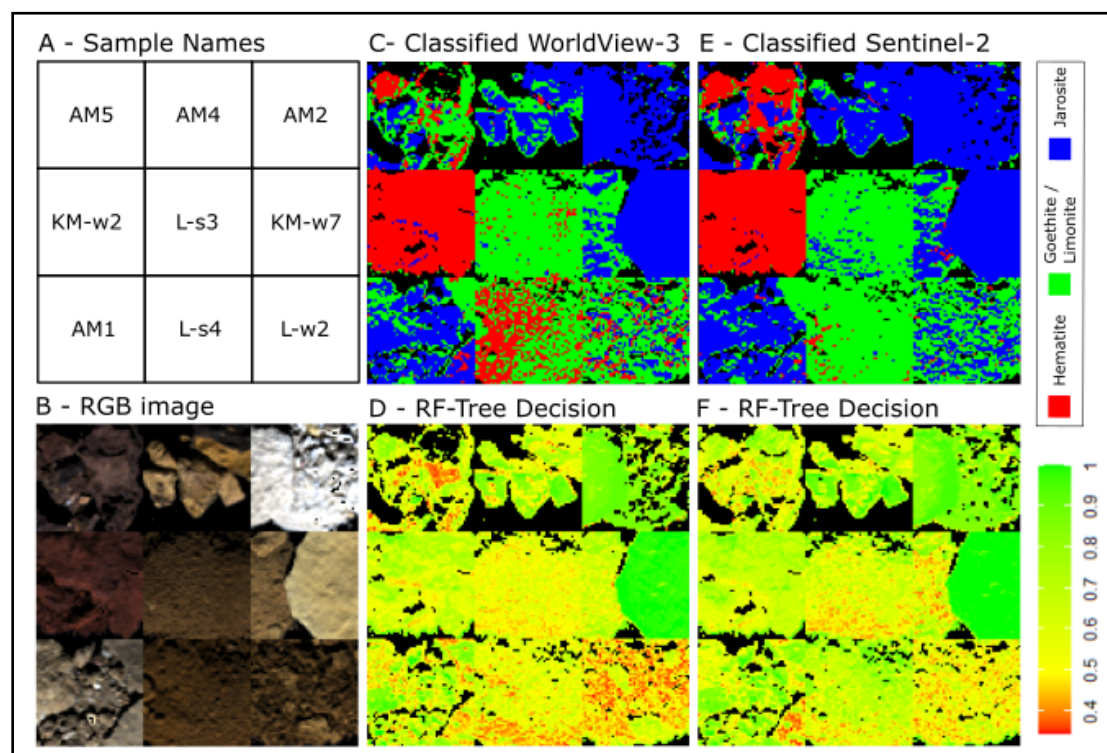 A - Sample Names
AM5 AM4 AM2
KM-w2 L-s3 KM-w7
AM1 L-s4 L-w2
B - RGB image
C- Classified WorldView-3
D - RF-Tree Decision
E - Classified Sentinel-2
F - RF-Tree Decision
Hematite
Goethite /
Limonite
Jarosite
0.4 0.5 0.6 0.7 0.8 0.9 1